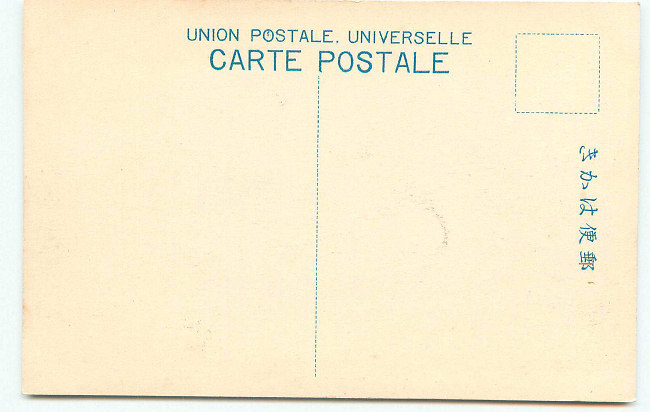 UNION POSTALE. UNIVERSELLE
CARTE POSTALE
郵便はかき